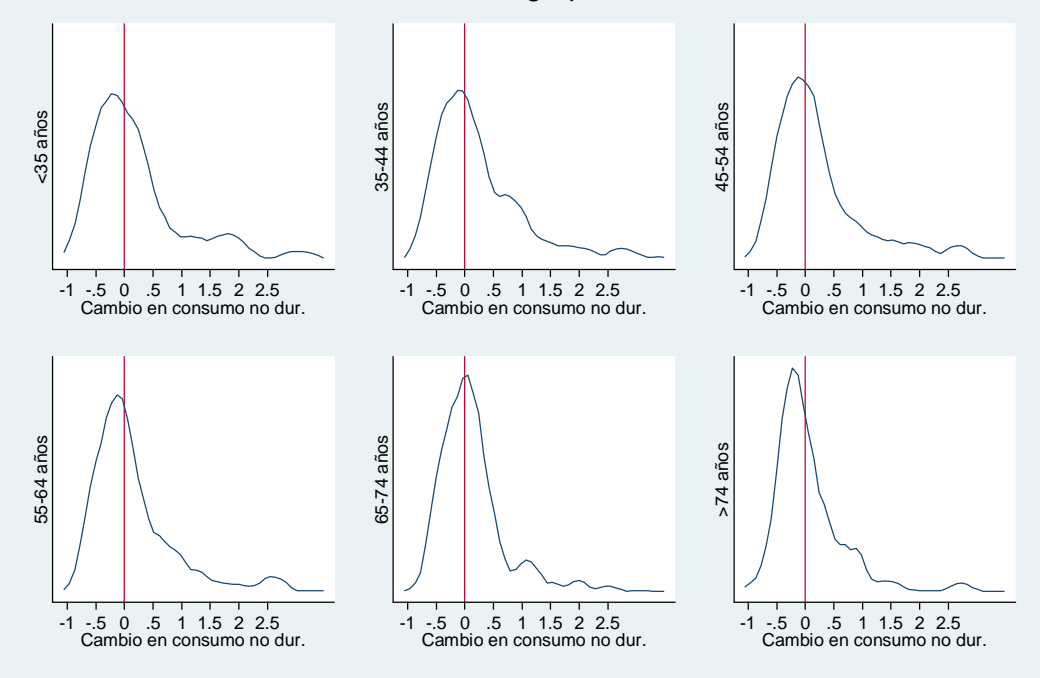 <35 años
-1 -.5 0 .5 1 1.5 2 2.5
Cambio en consumo no dur.
35-44 años
-1 -.5 0 .5 1 1.5 2 2.5
Cambio en consumo no dur.
45-54 años
-1 -.5 0 .5 1 1.5 2 2.5
Cambio en consumo no dur.
55-64 años
-1 -.5 0 .5 1 1.5 2 2.5
Cambio en consumo no dur.
65-74 años
-1 -.5 0 .5 1 1.5 2 2.5
Cambio en consumo no dur.
>74 años
-1 -.5 0 .5 1 1.5 2 2.5
Cambio en consumo no dur.